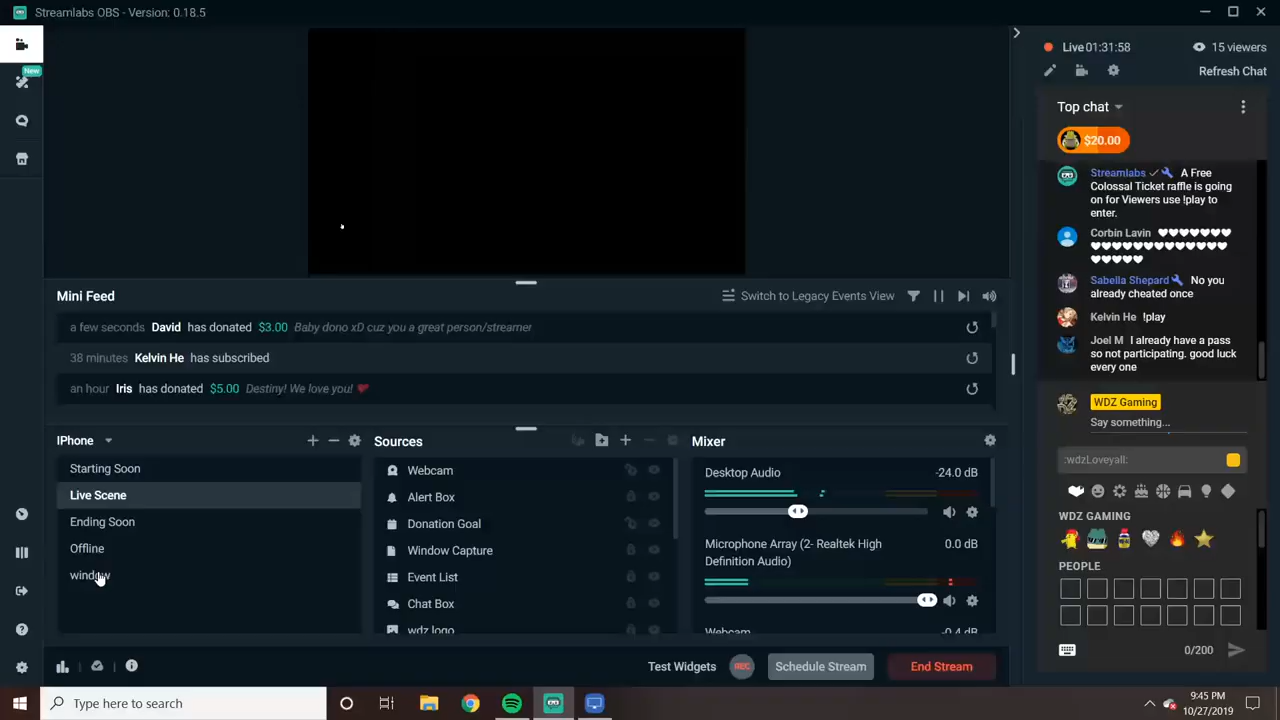 Streamlabs OBS - Version: 0.18.5
New
Live 01:31:58
15 viewers
Refresh Chat
Top chat
$20.00
Streamlabs A Free
Colossal Ticket raffle is going
on for Viewers use !play to
enter.
Corbin Lavin
Sabella Shepard No you
already cheated once
Kelvin He !play
Joel M I already have a pass
so not participating. good luck
every one
WDZ Gaming
Say something...
:wdzLoveyall:
WDZ GAMING
PEOPLE
0/200
Mini Feed
Switch to Legacy Events View
a few seconds David has donated $3.00 Baby dono xD cuz you a great person/streamer
38 minutes Kelvin He has subscribed
an hour Iris has donated $5.00 Destiny! We love you!
IPhone
Starting Soon
Live Scene
Ending Soon
Offline
window
Sources
Webcam
Alert Box
Donation Goal
Window Capture
Event List
Chat Box
wdz logo
Mixer
Desktop Audio -24.0 dB
Microphone Array (2- Realtek High 0.0 dB
Definition Audio)
Webcam -0.4 dB
Test Widgets
REC
Schedule Stream
End Stream
Type here to search
9:45 PM
10/27/2019